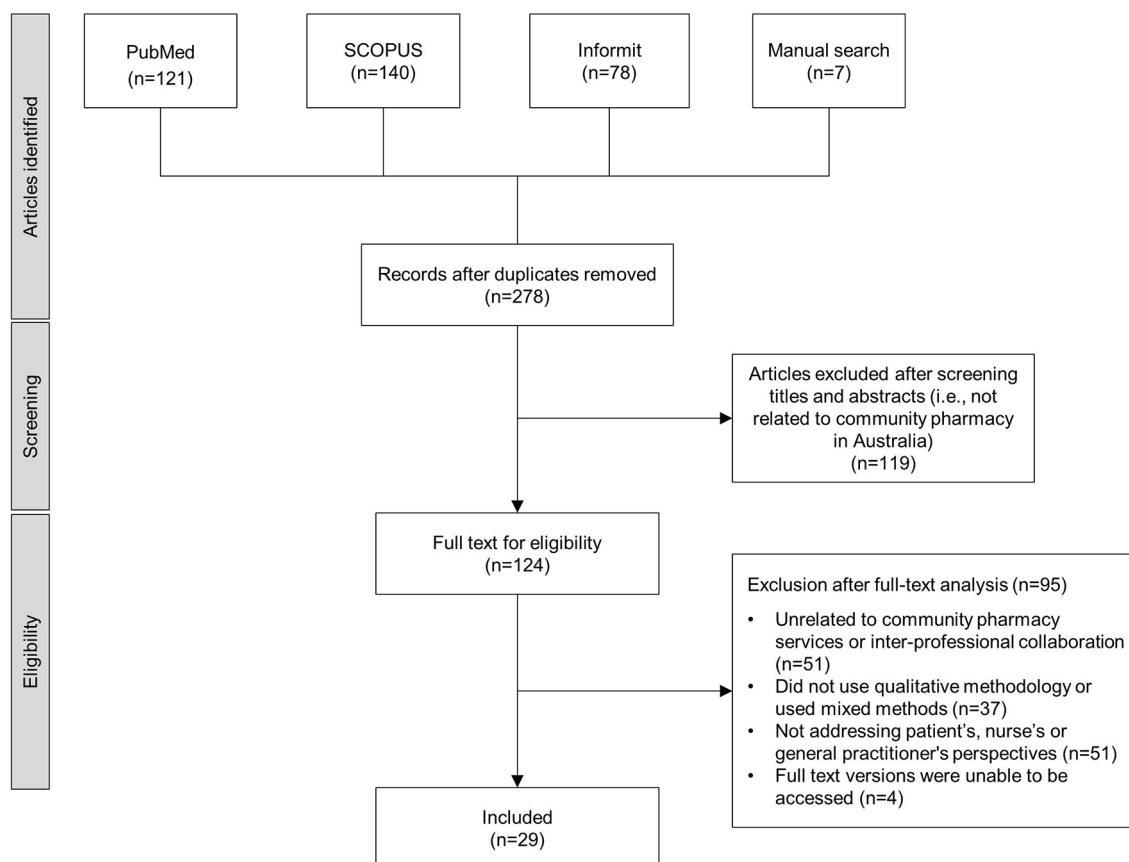 Articles identified
PubMed
(n=121)
SCOPUS
(n=140)
Informit
(n=78)
Manual search
(n=7)
Records after duplicates removed
(n=278)
Screening
Articles excluded after screening
titles and abstracts (i.e., not
related to community pharmacy
in Australia)
(n=119)
Eligibility
Full text for eligibility
(n=124)
Exclusion after full-text analysis (n=95)
• Unrelated to community pharmacy
services or inter-professional collaboration
(n=51)
• Did not use qualitative methodology or
used mixed methods (n=37)
• Not addressing patient’s, nurse’s or
general practitioner's perspectives (n=51)
• Full text versions were unable to be
accessed (n=4)
Included
(n=29)